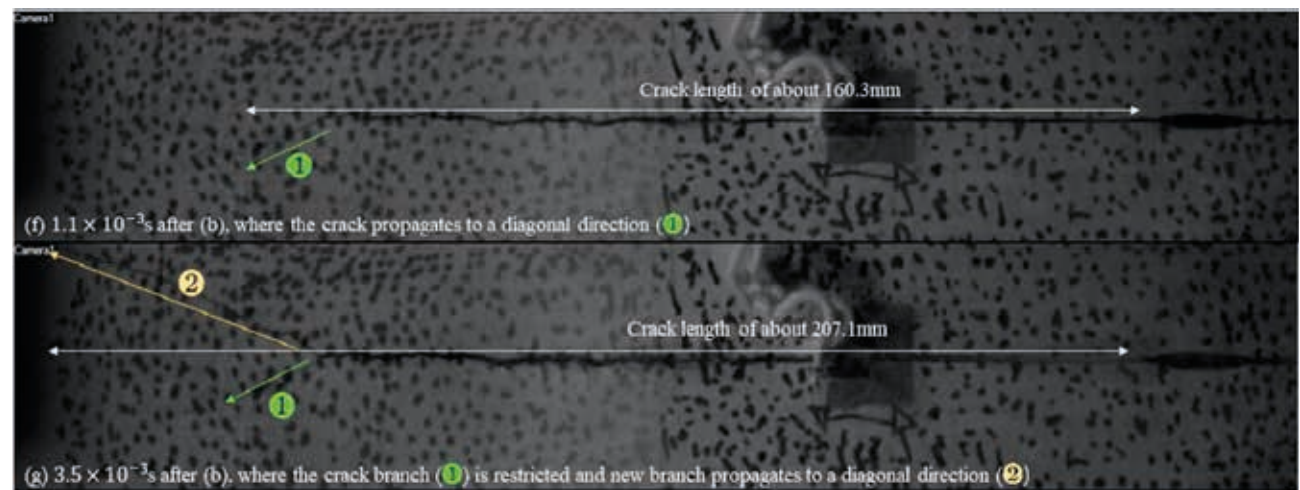 Camera1
Crack length of about 160.3mm
1
(f) 1.1 × 10⁻³s after (b), where the crack propagates to a diagonal direction (1)
Camera1
2
Crack length of about 207.1mm
1
(g) 3.5 × 10⁻³s after (b), where the crack branch (1) is restricted and new branch propagates to a diagonal direction (2)